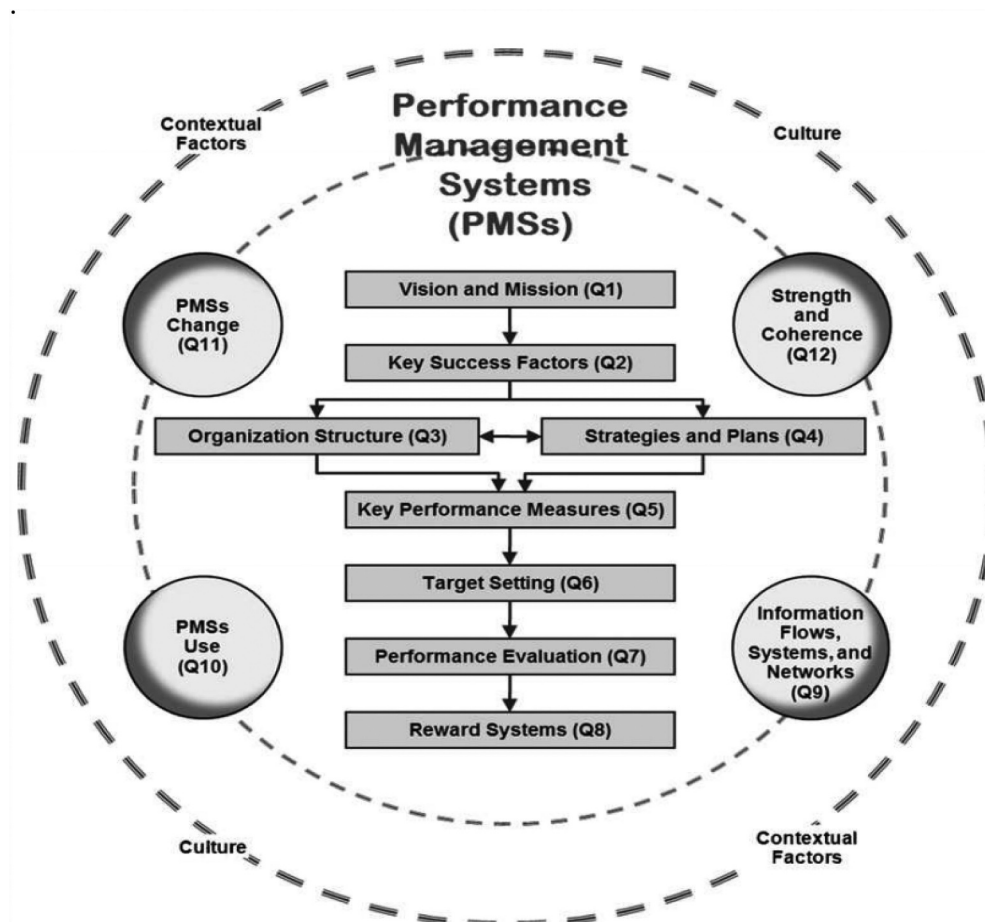 Performance
Management
Systems
(PMSs)
Contextual
Factors
Culture
PMSs
Change
(Q11)
Vision and Mission (Q1)
Strength
and
Coherence
(Q12)
Key Success Factors (Q2)
Organization Structure (Q3)
Strategies and Plans (Q4)
Key Performance Measures (Q5)
Target Setting (Q6)
PMSs
Use
(Q10)
Performance Evaluation (Q7)
Information
Flows,
Systems, and
Networks
(Q9)
Reward Systems (Q8)
Culture
Contextual
Factors